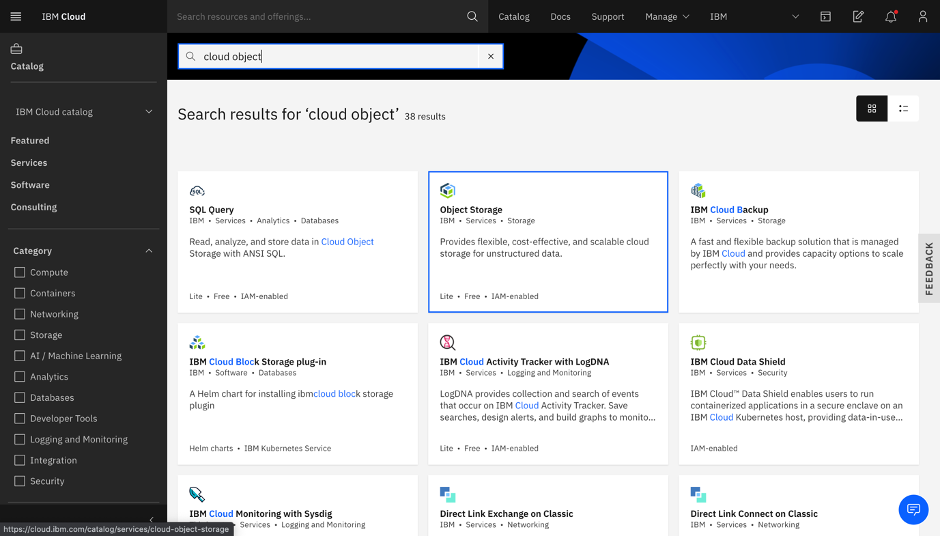 IBM Cloud
Search resources and offerings...
Catalog
Docs
Support
Manage
IBM
Catalog
IBM Cloud catalog
Featured
Services
Software
Consulting
Category
Compute
Containers
Networking
Storage
AI / Machine Learning
Analytics
Databases
Developer Tools
Logging and Monitoring
Integration
Security
https://cloud.ibm.com/catalog/services/cloud-object-storage
cloud object
Search results for ‘cloud object’ 38 results
SQL Query
IBM • Services • Analytics • Databases
Read, analyze, and store data in Cloud Object
Storage with ANSI SQL.
Lite • Free • IAM-enabled
Object Storage
IBM • Services • Storage
Provides flexible, cost-effective, and scalable cloud
storage for unstructured data.
Lite • Free • IAM-enabled
IBM Cloud Backup
IBM • Services • Storage
A fast and flexible backup solution that is managed
by IBM Cloud and provides capacity options to scale
perfectly with your needs.
IBM Cloud Block Storage plug-in
IBM • Software • Databases
A Helm chart for installing ibmcloud block storage
plugin
Helm charts • IBM Kubernetes Service
IBM Cloud Activity Tracker with LogDNA
IBM • Services • Logging and Monitoring
LogDNA provides collection and search of events
that occur on IBM Cloud Activity Tracker. Save
searches, design alerts, and build graphs to monito...
Lite • Free • IAM-enabled
IBM Cloud Data Shield
IBM • Services • Security
IBM Cloud™ Data Shield enables users to run
containerized applications in a secure enclave on an
IBM Cloud Kubernetes host, providing data-in-use...
IAM-enabled
IBM Cloud Monitoring with Sysdig
• Services • Logging and Monitoring
Direct Link Exchange on Classic
IBM • Services • Networking
Direct Link Connect on Classic
IBM • Services • Networking
FEEDBACK